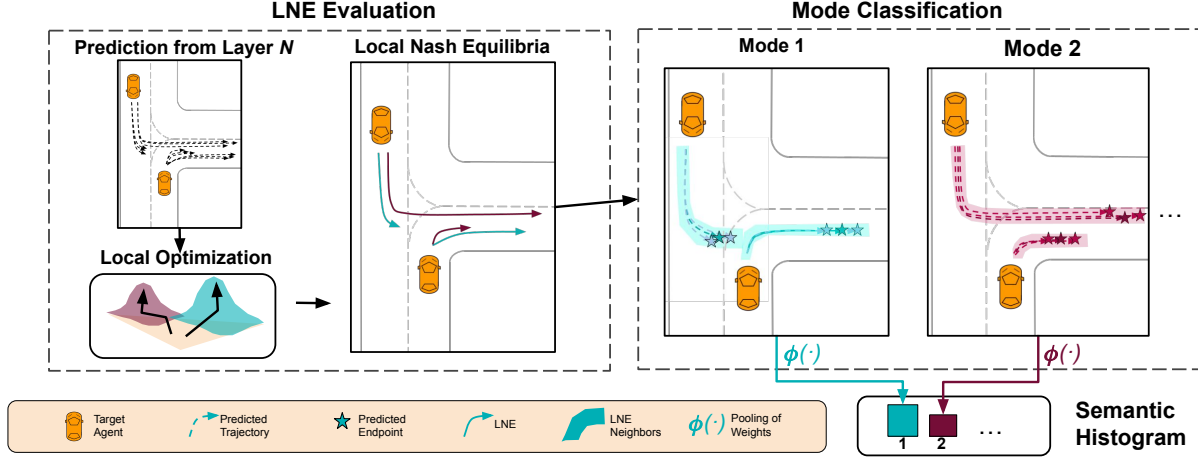 LNE Evaluation
Mode Classification
Prediction from Layer N
Local Nash Equilibria
Mode 1
Mode 2
Local Optimization
...
ϕ(·)
ϕ(·)
Target
Agent
Predicted
Trajectory
Predicted
Endpoint
LNE
LNE
Neighbors
ϕ(·)
Pooling of
Weights
1
2
...
Semantic
Histogram